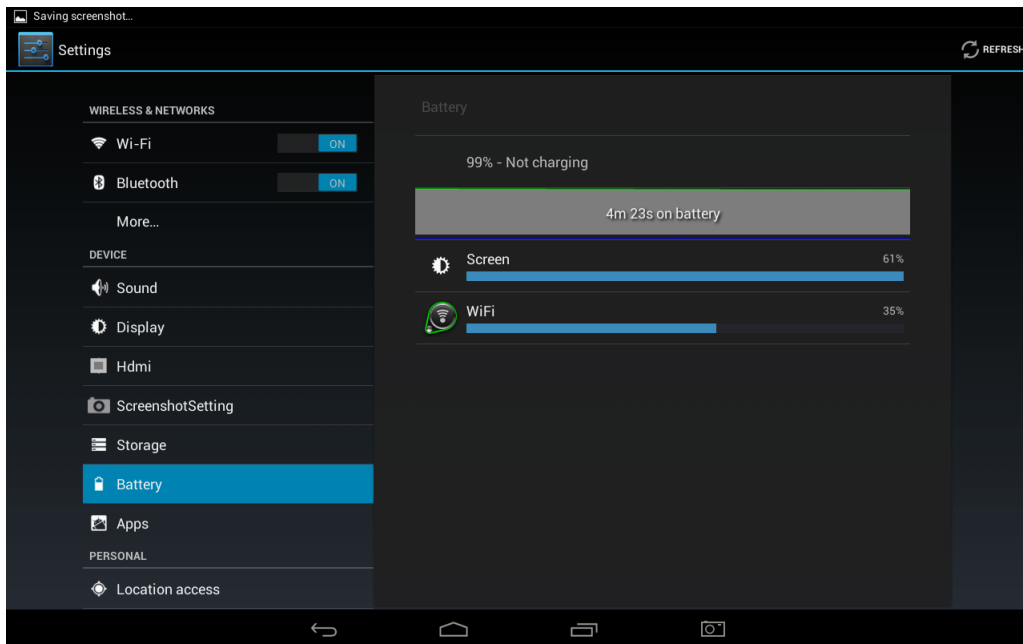 Saving screenshot...
Settings
REFRESH
WIRELESS & NETWORKS
Wi-Fi
ON
Bluetooth
ON
More...
DEVICE
Sound
Display
Hdmi
ScreenshotSetting
Storage
Battery
Apps
PERSONAL
Location access
Battery
99% - Not charging
4m 23s on battery
Screen
61%
WiFi
35%